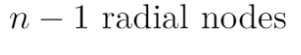 n − 1 radial nodes